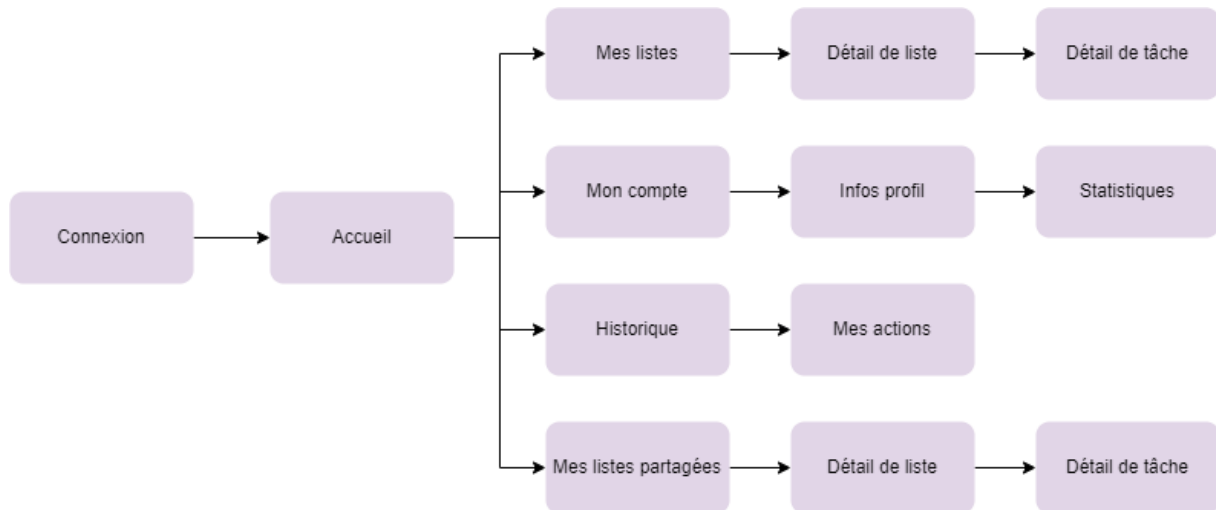 Mes listes
Détail de liste
Détail de tâche
Mon compte
Infos profil
Statistiques
Connexion
Accueil
Historique
Mes actions
Mes listes partagées
Détail de liste
Détail de tâche